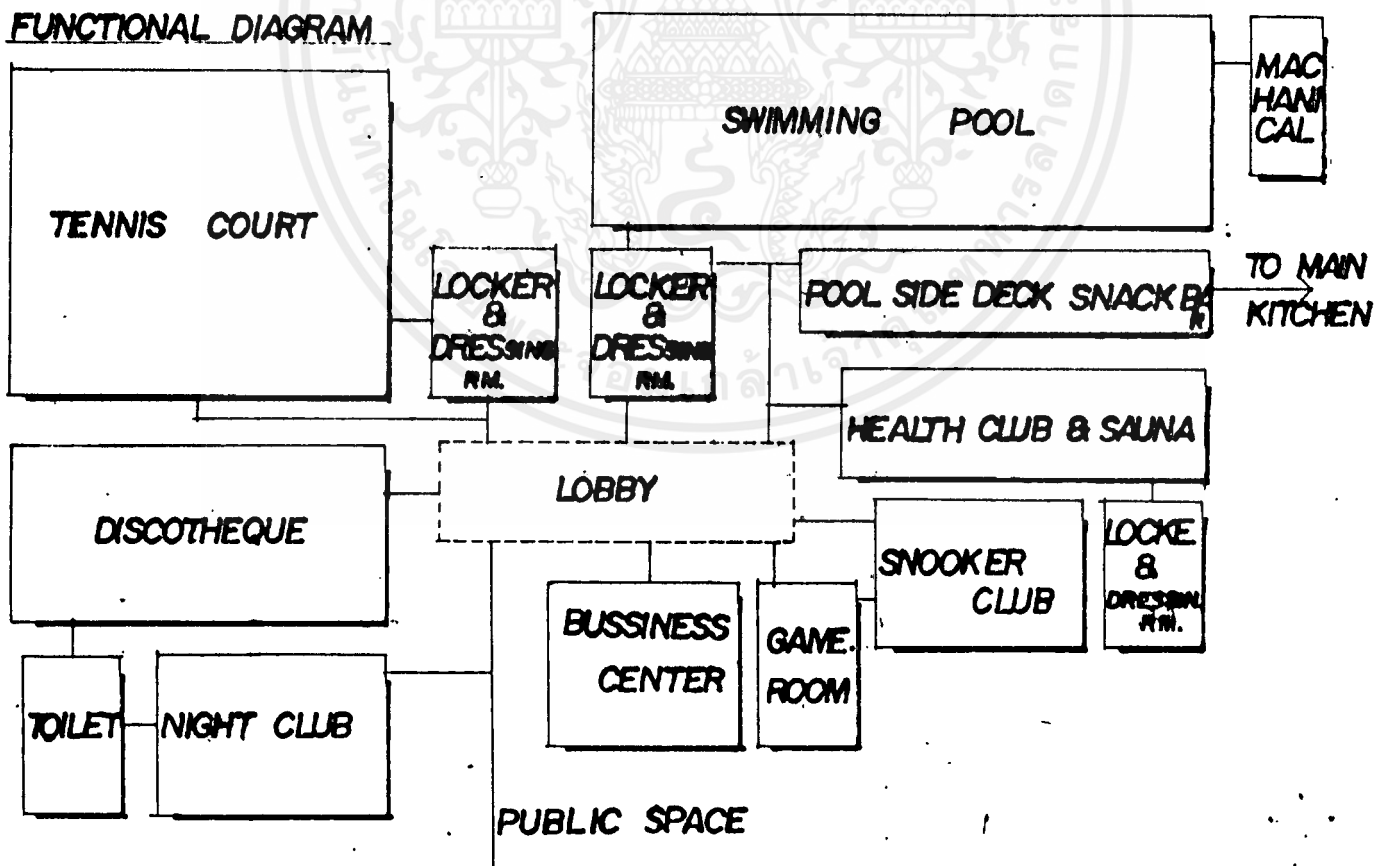 FUNCTIONAL DIAGRAM
MAC
HANI
CAL
SWIMMING POOL
TENNIS COURT
LOCKER
&
DRESSING
RM.
LOCKER
&
DRESSING
RM.
POOL SIDE DECK SNACK BA
R
TO MAIN
KITCHEN
HEALTH CLUB & SAUNA
LOBBY
DISCOTHEQUE
SNOOKER
CLUB
LOCKE
&
DRESSIN.
RM.
BUSSINESS
CENTER
GAME.
ROOM
TOILET
NIGHT CLUB
PUBLIC SPACE